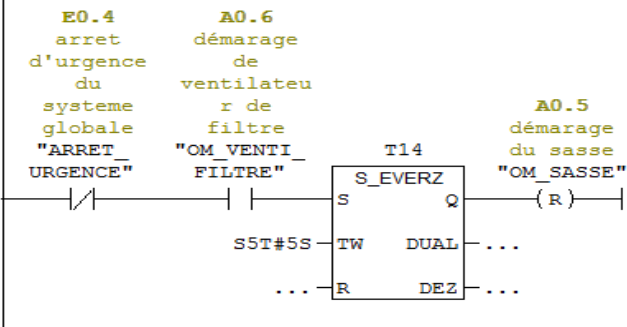 E0.4
arret
d'urgence
du
systeme
globale
"ARRET_
URGENCE"
A0.6
démarage
de
ventilateu
r de
filtre
"OM_VENTI_
FILTRE"
T14
S_EVERZ
S
Q
S5T#5S
TW
DUAL
...
...
R
DEZ
...
A0.5
démarage
du sasse
"OM_SASSE"
R